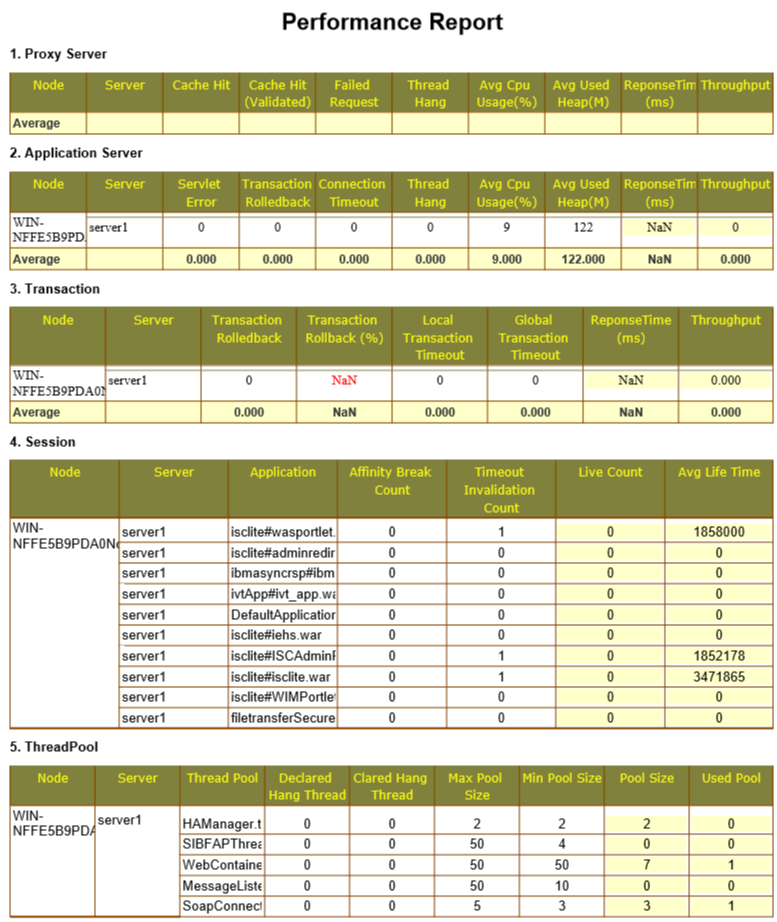 Performance Report
1. Proxy Server
Node Server Cache Hit Cache Hit (Validated) Failed Request Thread Hang Avg Cpu Usage(%) Avg Used Heap(M) ReponseTim (ms) Throughput
Average
2. Application Server
Node Server Servlet Error Transaction Rolledback Connection Timeout Thread Hang Avg Cpu Usage(%) Avg Used Heap(M) ReponseTim (ms) Throughput
WIN-
NFFE5B9PD. server1 0 0 0 0 9 122 NaN 0
Average 0.000 0.000 0.000 0.000 9.000 122.000 NaN 0.000
3. Transaction
Node Server Transaction Rolledback Transaction Rollback (%) Local Transaction Timeout Global Transaction Timeout ReponseTime (ms) Throughput
WIN-
NFFE5B9PDA0N server1 0 NaN 0 0 NaN 0.000
Average 0.000 NaN 0.000 0.000 NaN 0.000
4. Session
Node Server Application Affinity Break Count Timeout Invalidation Count Live Count Avg Life Time
WIN-
NFFE5B9PDA0No server1 isclite#wasportlet. 0 1 0 1858000
server1 isclite#adminredir 0 0 0 0
server1 ibmasyncrsp#ibm 0 0 0 0
server1 ivtApp#ivt_app.wa 0 0 0 0
server1 DefaultApplication 0 0 0 0
server1 isclite#iehs.war 0 0 0 0
server1 isclite#ISCAdminP 0 1 0 1852178
server1 isclite#isclite.war 0 1 0 3471865
server1 isclite#WIMPortlet 0 0 0 0
server1 filetransferSecure 0 0 0 0
5. ThreadPool
Node Server Thread Pool Declared Hang Thread Clared Hang Thread Max Pool Size Min Pool Size Pool Size Used Pool
WIN-
NFFE5B9PDA server1 HAManager.t 0 0 2 2 2 0
SIBFAPThrea 0 0 50 4 0 0
WebContaine 0 0 50 50 7 1
MessageListe 0 0 50 10 0 0
SoapConnect 0 0 5 3 3 1